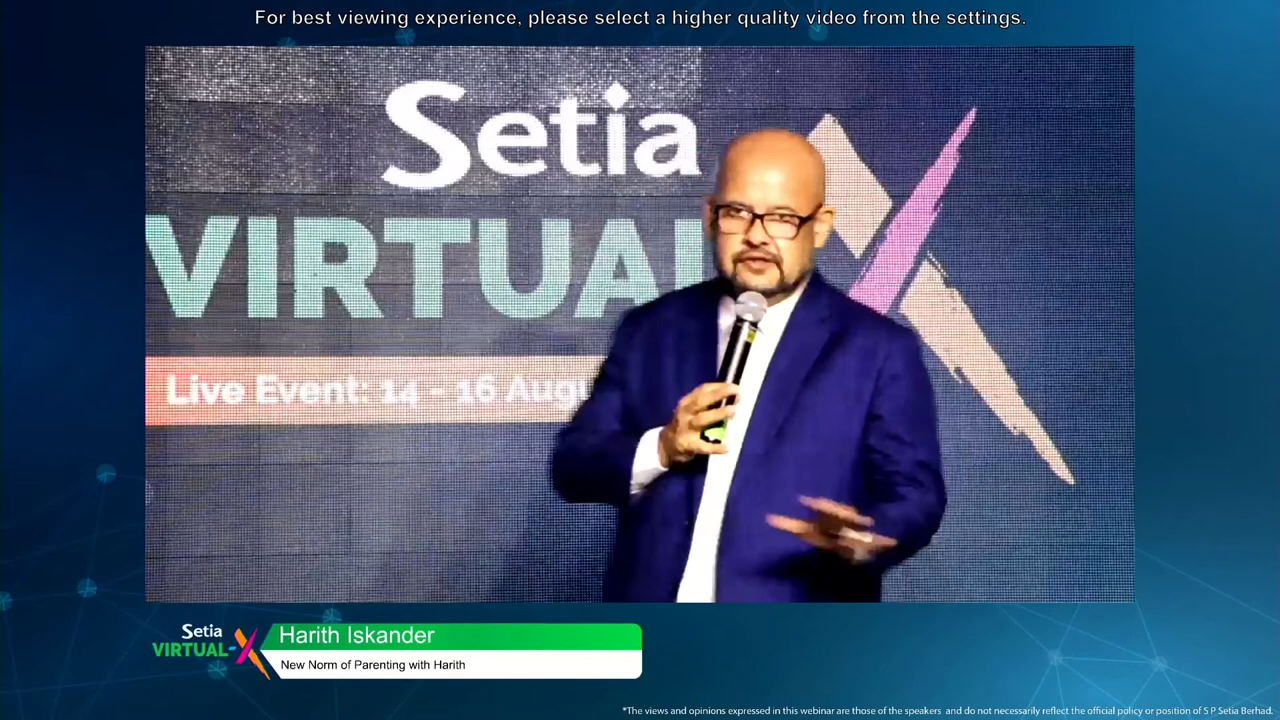 For best viewing experience, please select a higher quality video from the settings.
Setia
VIRTUAL
Live Event: 14 - 16 Augu
Setia
VIRTUAL-X
Harith Iskander
New Norm of Parenting with Harith
*The views and opinions expressed in this webinar are those of the speakers and do not necessarily reflect the official policy or position of S P Setia Berhad.